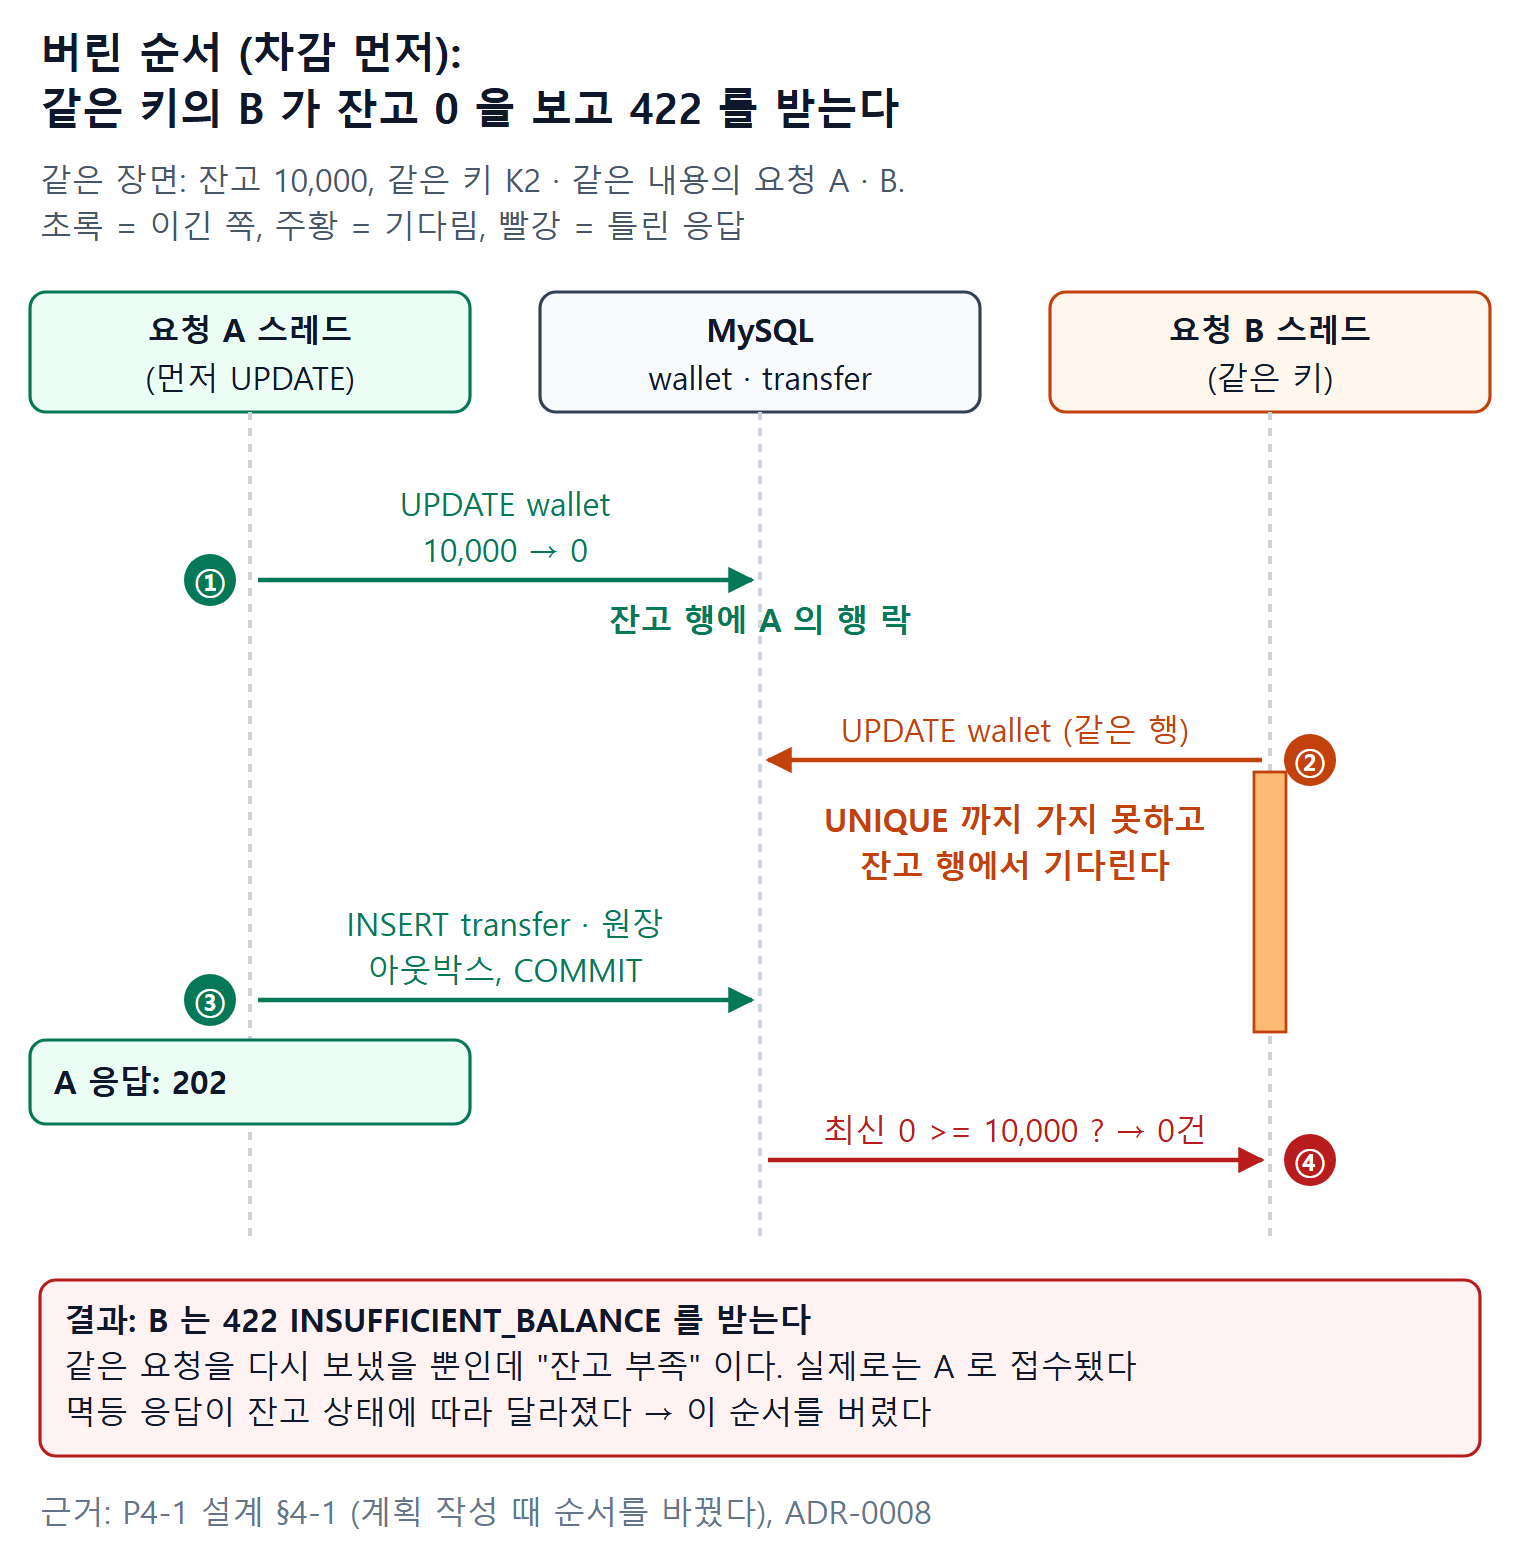 버린 순서 (차감 먼저):
같은 키의 B 가 잔고 0 을 보고 422 를 받는다
같은 장면: 잔고 10,000, 같은 키 K2 · 같은 내용의 요청 A · B.
초록 = 이긴 쪽, 주황 = 기다림, 빨강 = 틀린 응답
요청 A 스레드
(먼저 UPDATE)
MySQL
wallet · transfer
요청 B 스레드
(같은 키)
UPDATE wallet
10,000 → 0
①
잔고 행에 A 의 행 락
UPDATE wallet (같은 행)
②
UNIQUE 까지 가지 못하고
잔고 행에서 기다린다
INSERT transfer · 원장
아웃박스, COMMIT
③
A 응답: 202
최신 0 >= 10,000 ? → 0건
④
결과: B 는 422 INSUFFICIENT_BALANCE 를 받는다
같은 요청을 다시 보냈을 뿐인데 "잔고 부족" 이다. 실제로는 A 로 접수됐다
멱등 응답이 잔고 상태에 따라 달라졌다 → 이 순서를 버렸다
근거: P4-1 설계 §4-1 (계획 작성 때 순서를 바꿨다), ADR-0008